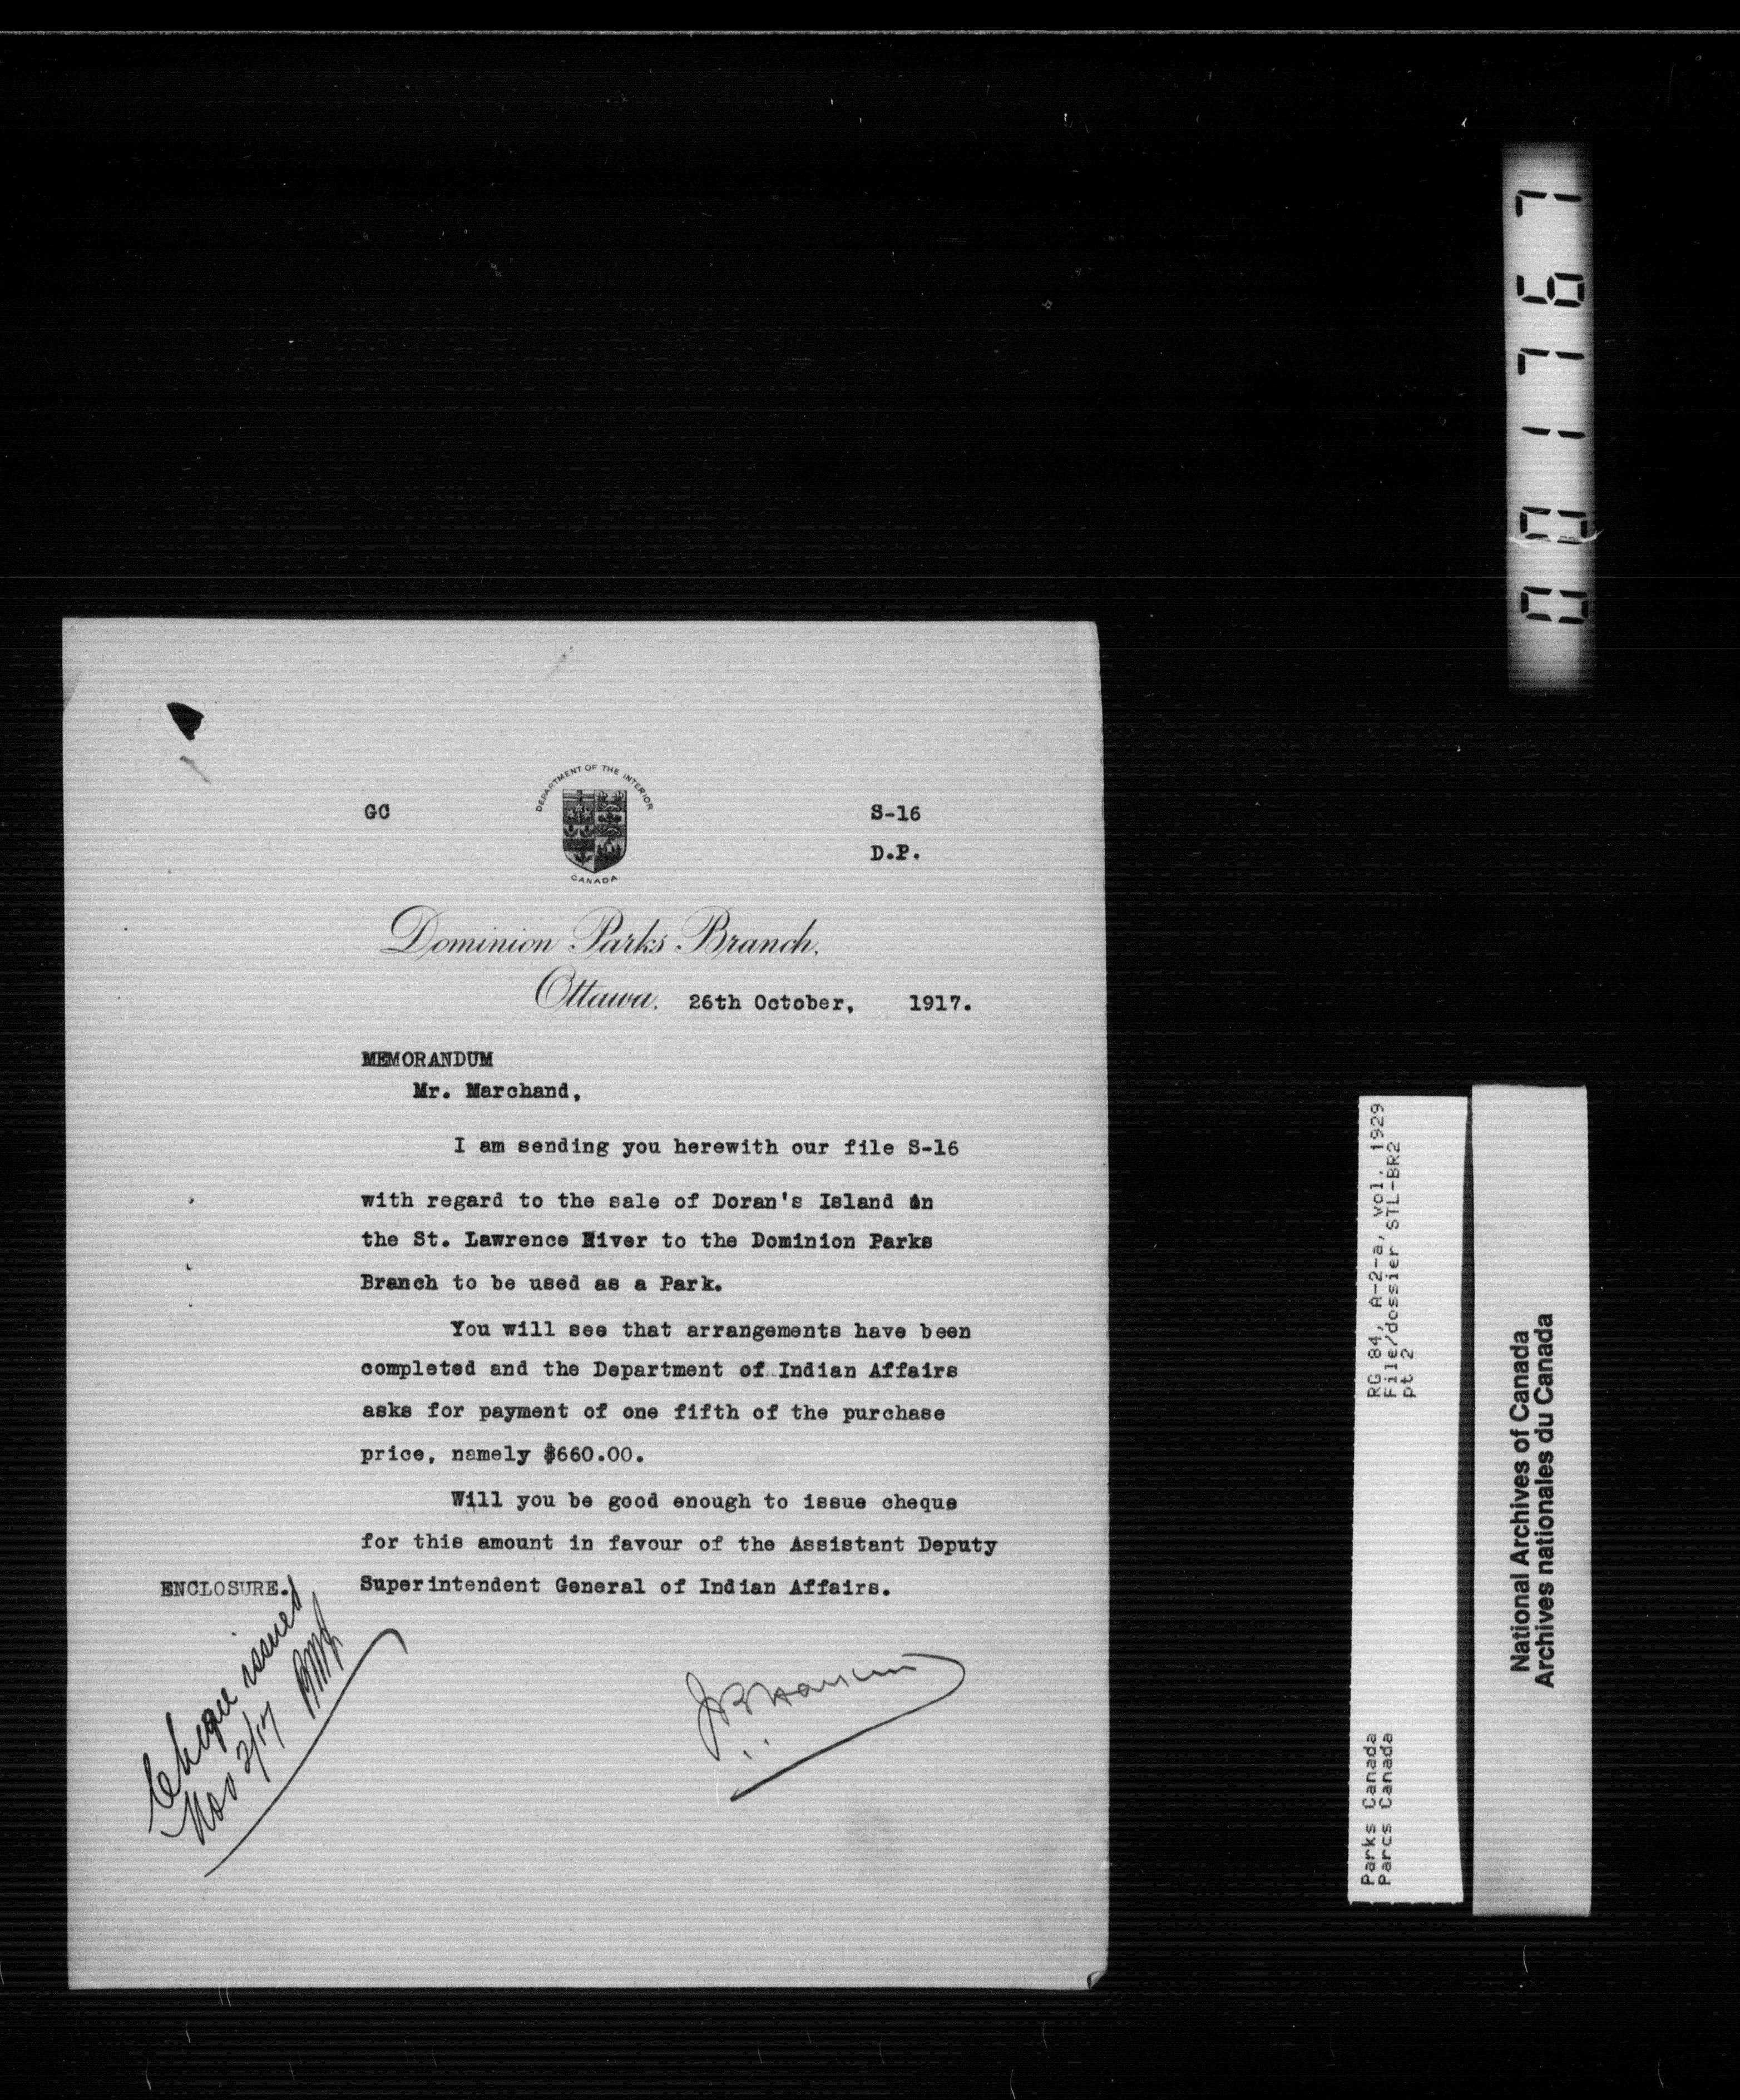 001767
DEPARTMENT OF THE INTERIOR
CANADA
GC
S-16
D.P.
Dominion Parks Branch,
Ottawa, 26th October, 1917.
MEMORANDUM
Mr. Marchand,
I am sending you herewith our file S-16
with regard to the sale of Doran's Island in
the St. Lawrence River to the Dominion Parks
Branch to be used as a Park.
You will see that arrangements have been
completed and the Department of Indian Affairs
asks for payment of one fifth of the purchase
price, namely $660.00.
Will you be good enough to issue cheque
for this amount in favour of the Assistant Deputy
Superintendent General of Indian Affairs.
ENCLOSURE.
Cheque issued
Nov 2/17
JBHarkin
RG 84, A-2-a, vol. 1929
File/dossier STL-BR2
pt 2
Parks Canada
Parcs Canada
National Archives of Canada
Archives nationales du Canada